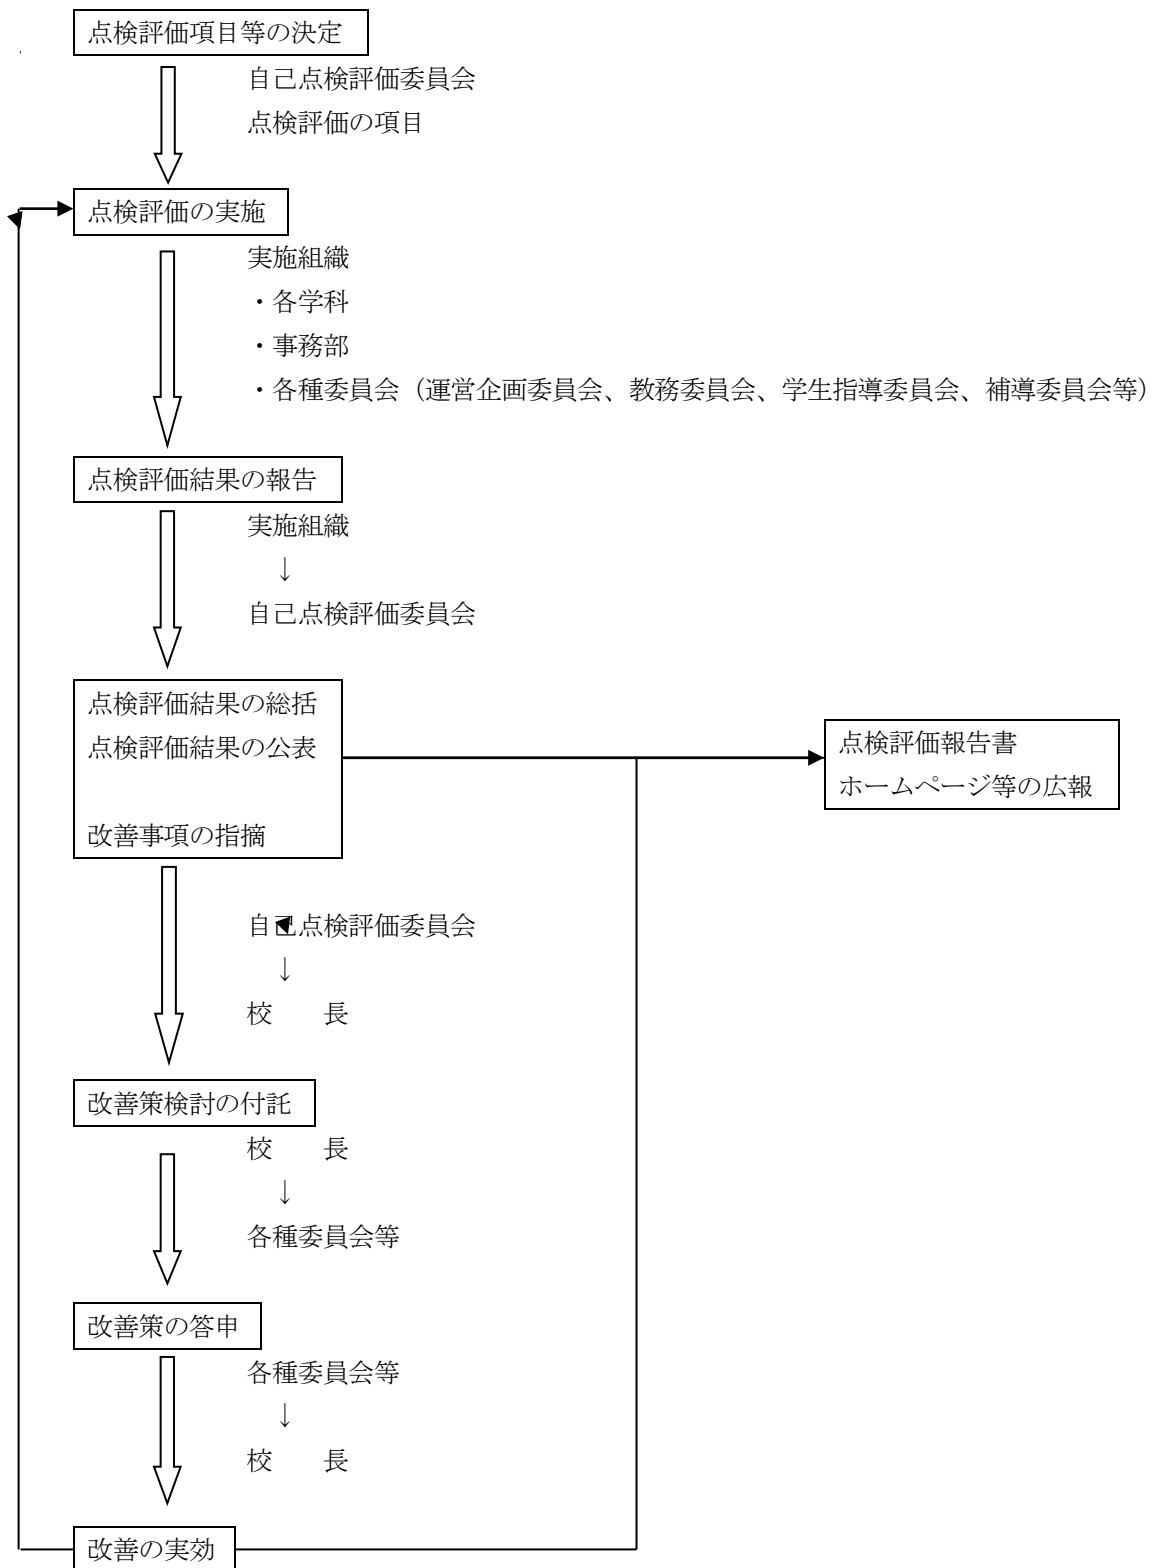 点検評価項目等の決定
自己点検評価委員会
点検評価の項目
点検評価の実施
実施組織
・各学科
・事務部
・各種委員会（運営企画委員会、教務委員会、学生指導委員会、補導委員会等）
点検評価結果の報告
実施組織
↓
自己点検評価委員会
点検評価結果の総括
点検評価結果の公表
改善事項の指摘
点検評価報告書
ホームページ等の広報
自己点検評価委員会
↓
校　　長
改善策検討の付託
校　　長
↓
各種委員会等
改善策の答申
各種委員会等
↓
校　　長
改善の実効